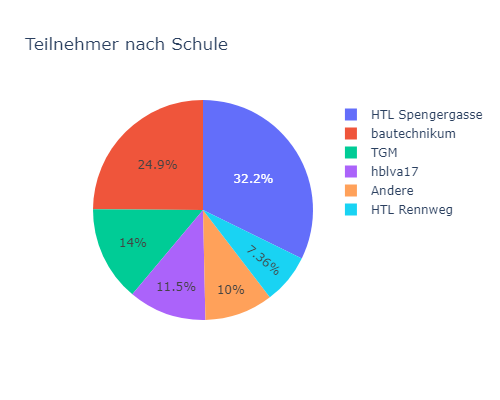 Teilnehmer nach Schule
32.2%
24.9%
14%
11.5%
10%
7.36%
HTL Spengergasse
bautechnikum
TGM
hblva17
Andere
HTL Rennweg